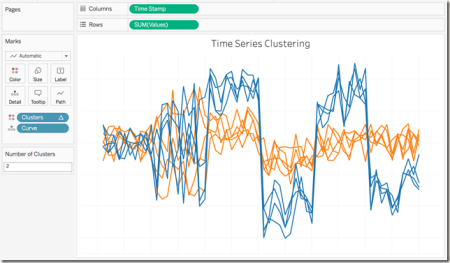 Pages
Columns
Time Stamp
Rows
SUM(Values)
Marks
Automatic
Color
Size
Label
Detail
Tooltip
Path
Clusters
Curve
Number of Clusters
2
Time Series Clustering